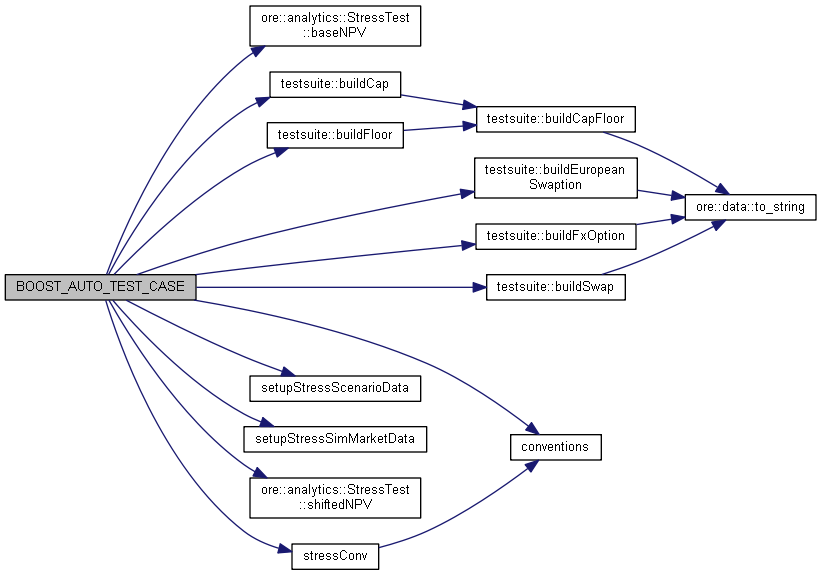 ore::analytics::StressTest
::baseNPV
testsuite::buildCap
testsuite::buildCapFloor
testsuite::buildFloor
testsuite::buildEuropean
Swaption
ore::data::to_string
testsuite::buildFxOption
BOOST_AUTO_TEST_CASE
testsuite::buildSwap
setupStressScenarioData
setupStressSimMarketData
conventions
ore::analytics::StressTest
::shiftedNPV
stressConv